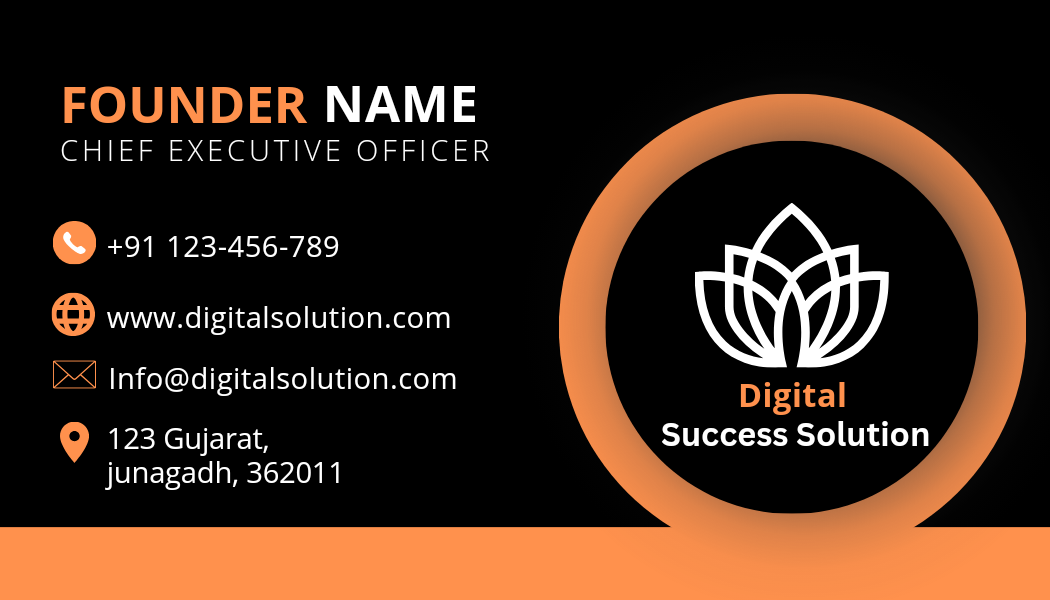 FOUNDER NAME
CHIEF EXECUTIVE OFFICER
+91 123-456-789
www.digitalsolution.com
Info@digitalsolution.com
123 Gujarat,
junagadh, 362011
Digital
Success Solution